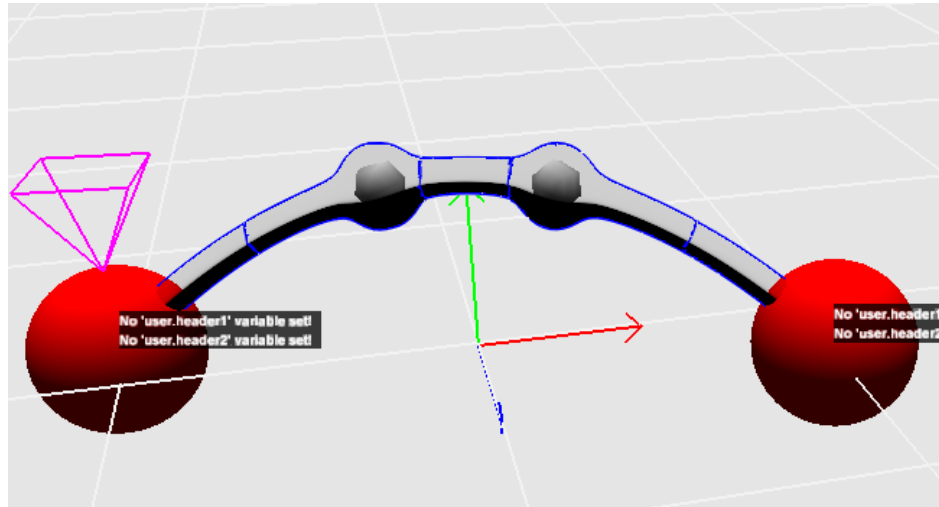 No 'user.header1' variable set!
No 'user.header2' variable set!
No 'user.header1
No 'user.header2